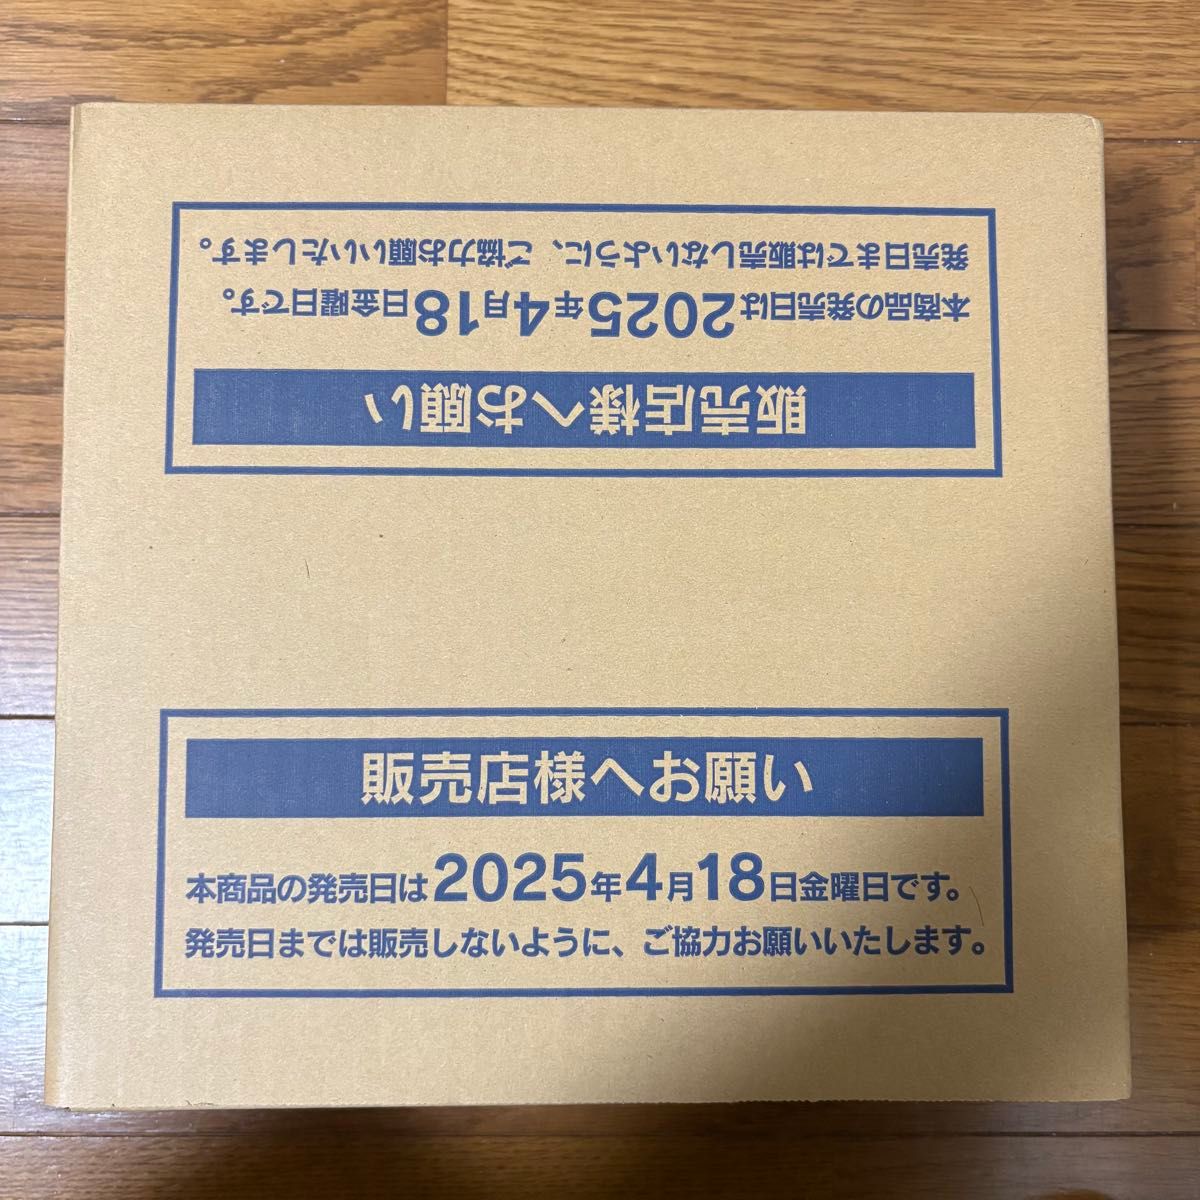 販売店様へお願い
本商品の発売日は2025年4月18日金曜日です。
発売日までは販売しないように、ご協力お願いいたします。
販売店様へお願い
本商品の発売日は2025年4月18日金曜日です。
発売日までは販売しないように、ご協力お願いいたします。